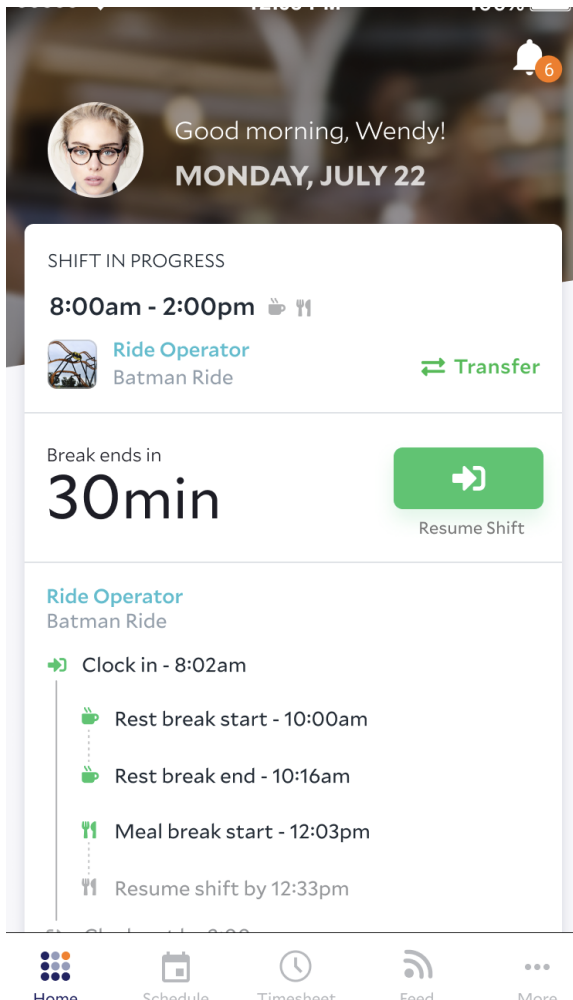 6
Good morning, Wendy!
MONDAY, JULY 22
SHIFT IN PROGRESS
8:00am - 2:00pm
Ride Operator
Batman Ride
Transfer
Break ends in
30min
Resume Shift
Ride Operator
Batman Ride
Clock in - 8:02am
Rest break start - 10:00am
Rest break end - 10:16am
Meal break start - 12:03pm
Resume shift by 12:33pm
Home
Schedule
Timesheet
Feed
More